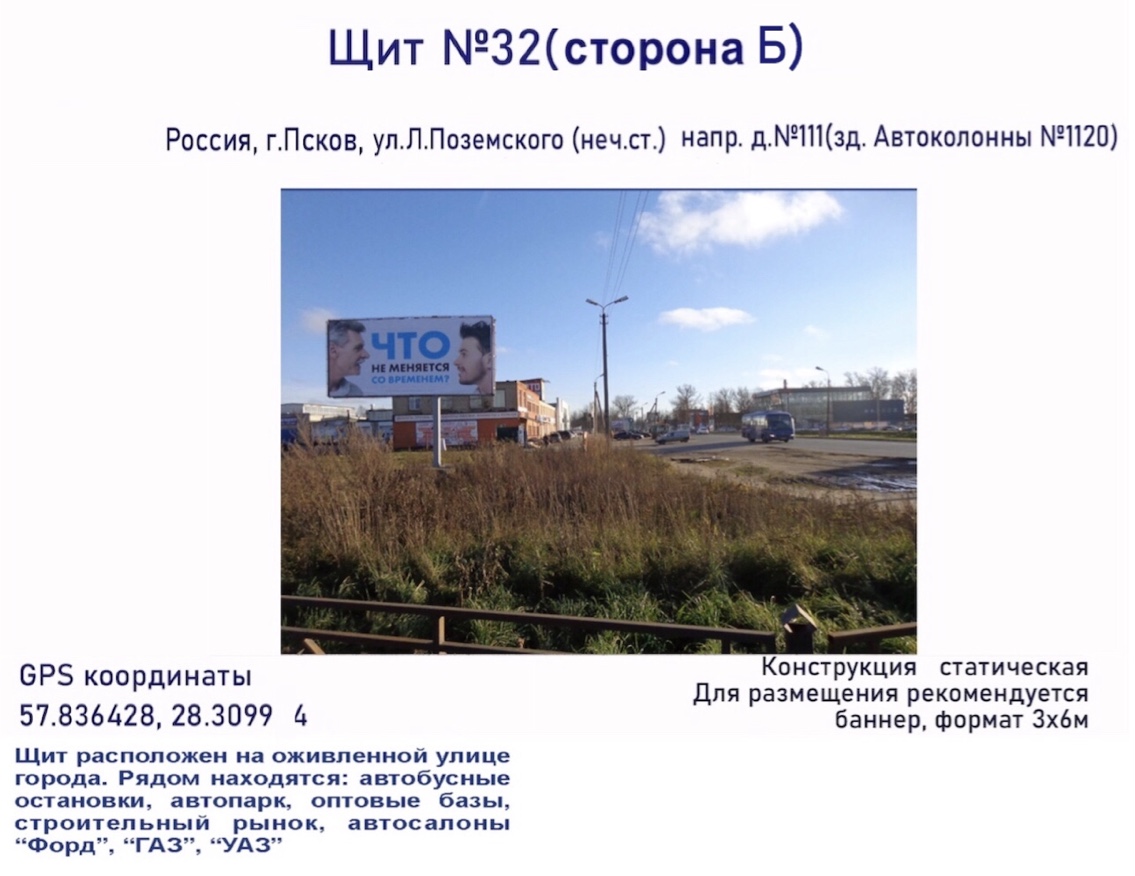 Щит №32(сторона Б)
Россия, г.Псков, ул.Л.Поземского (неч.ст.) напр. д.№111(зд. Автоколонны №1120)
ЧТО
НЕ МЕНЯЕТСЯ
СО ВРЕМЕНЕМ?
GPS координаты
57.836428, 28.3099 4
Конструкция статическая
Для размещения рекомендуется
баннер, формат 3х6м
Щит расположен на оживленной улице
города. Рядом находятся: автобусные
остановки, автопарк, оптовые базы,
строительный рынок, автосалоны
“Форд”, “ГАЗ”, “УАЗ”